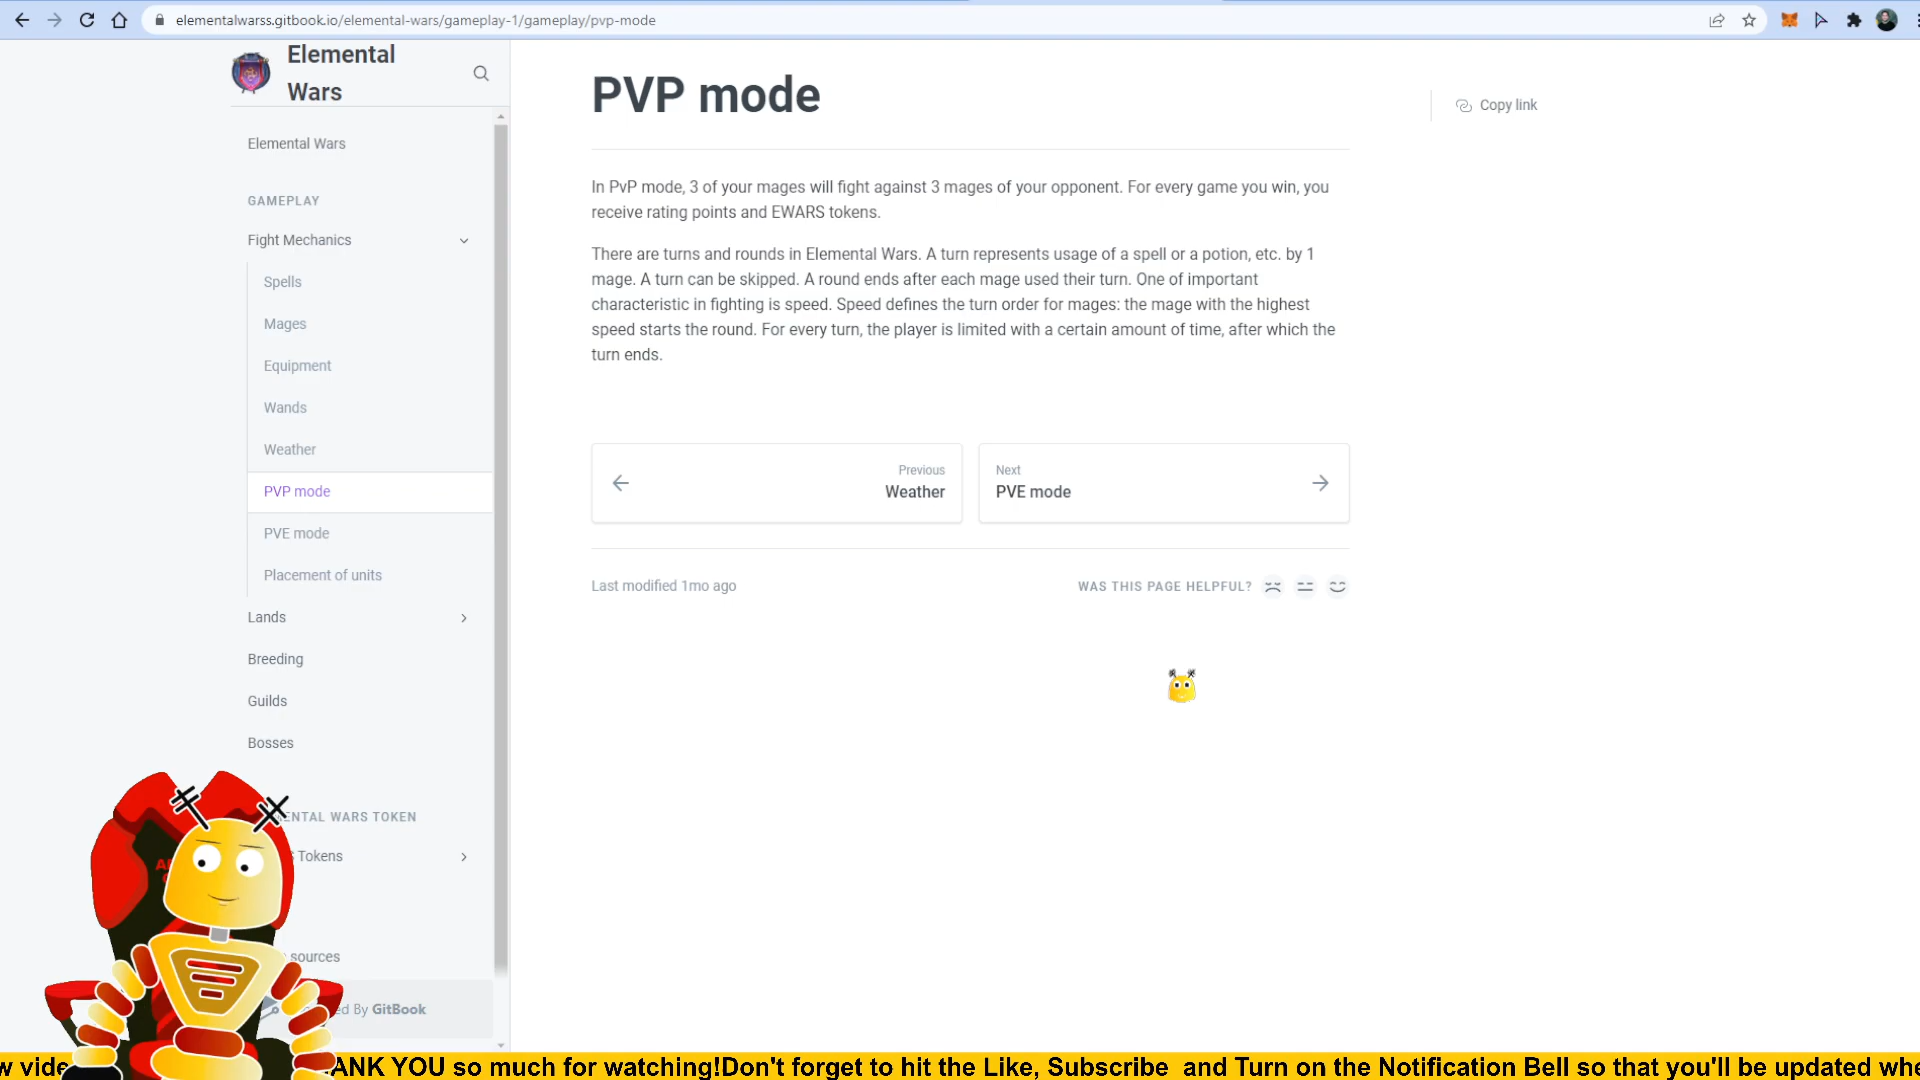 elementalwarss.gitbook.io/elemental-wars/gameplay-1/gameplay/pvp-mode
Elemental
Wars
Elemental Wars
GAMEPLAY
Fight Mechanics
Spells
Mages
Equipment
Wands
Weather
PVP mode
PVE mode
Placement of units
Lands
Breeding
Guilds
Bosses
ENTAL WARS TOKEN
Tokens
sources
ed By GitBook
PVP mode
Copy link
In PvP mode, 3 of your mages will fight against 3 mages of your opponent. For every game you win, you
receive rating points and EWARS tokens.
There are turns and rounds in Elemental Wars. A turn represents usage of a spell or a potion, etc. by 1
mage. A turn can be skipped. A round ends after each mage used their turn. One of important
characteristic in fighting is speed. Speed defines the turn order for mages: the mage with the highest
speed starts the round. For every turn, the player is limited with a certain amount of time, after which the
turn ends.
Previous
Weather
Next
PVE mode
Last modified 1mo ago
WAS THIS PAGE HELPFUL?
w vide ANK YOU so much for watching!Don't forget to hit the Like, Subscribe and Turn on the Notification Bell so that you'll be updated whe